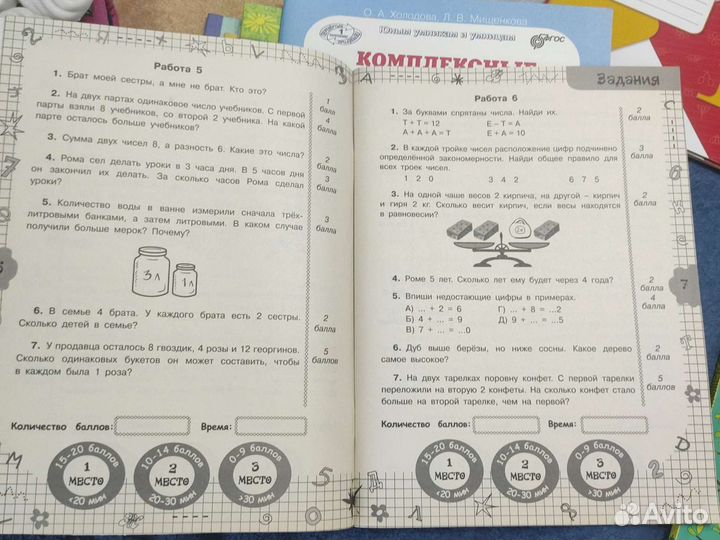 О. А. Холодова, Л. В. Мищенкова
Юным умникам и умницам
ФГОС
КОМПЛЕКСНЫЕ
Работа 5
1. Брат моей сестры, а мне не брат. Кто это?
1
балл
2. На двух партах одинаковое число учебников. С первой
парты взяли 8 учебников, со второй 2 учебника. На какой
парте осталось больше учебников?
4
балла
3. Сумма двух чисел 8, а разность 6. Какие это числа?
2
балла
4. Рома сел делать уроки в 3 часа дня. В 5 часов дня
он закончил их делать. За сколько часов Рома сделал
уроки?
3
балла
5. Количество воды в ванне измерили сначала трёх-
литровыми банками, а затем литровыми. В каком случае
получили больше мерок? Почему?
3
балла
3 л
1 л
6. В семье 4 брата. У каждого брата есть 2 сестры.
Сколько детей в семье?
2
балла
7. У продавца осталось 8 гвоздик, 4 розы и 12 георгинов.
Сколько одинаковых букетов он может составить, чтобы
в каждом была 1 роза?
5
баллов
Количество баллов:
Время:
15-20 баллов
1
МЕСТО
<20 мин
10-14 баллов
2
МЕСТО
20-30 мин
0-9 баллов
3
МЕСТО
>30 мин
Задания
Работа 6
1. За буквами спрятаны числа. Найди их.
Т + Т = 12 Е – Т = А
А + А + А = Т Е + А = 10
2
балла
2. В каждой тройке чисел расположение цифр подчинено
определённой закономерности. Найди общее правило для
всех троек чисел.
1 2 0 3 4 2 6 7 5
3
балла
3. На одной чаше весов 2 кирпича, на другой – кирпич
и гиря 2 кг. Сколько весит кирпич, если весы находятся
в равновесии?
2
балла
4. Роме 5 лет. Сколько лет ему будет через 4 года?
2
балла
5. Впиши недостающие цифры в примерах.
А) ... + 2 = 6 Г) ... + 8 = ...2
Б) 4 + ... = 9 Д) 9 + ... = ...5
В) 7 + ... = ...0
4
балла
7
6. Дуб выше берёзы, но ниже сосны. Какое дерево
самое высокое?
2
балла
7. На двух тарелках поровну конфет. С первой тарелки
переложили на вторую 2 конфеты. На сколько конфет стало
больше на второй тарелке, чем на первой?
5
баллов
Количество баллов:
Время:
15-20 баллов
1
МЕСТО
<20 мин
10-14 баллов
2
МЕСТО
20-30 мин
0-9 баллов
3
МЕСТО
>30 мин
Avito